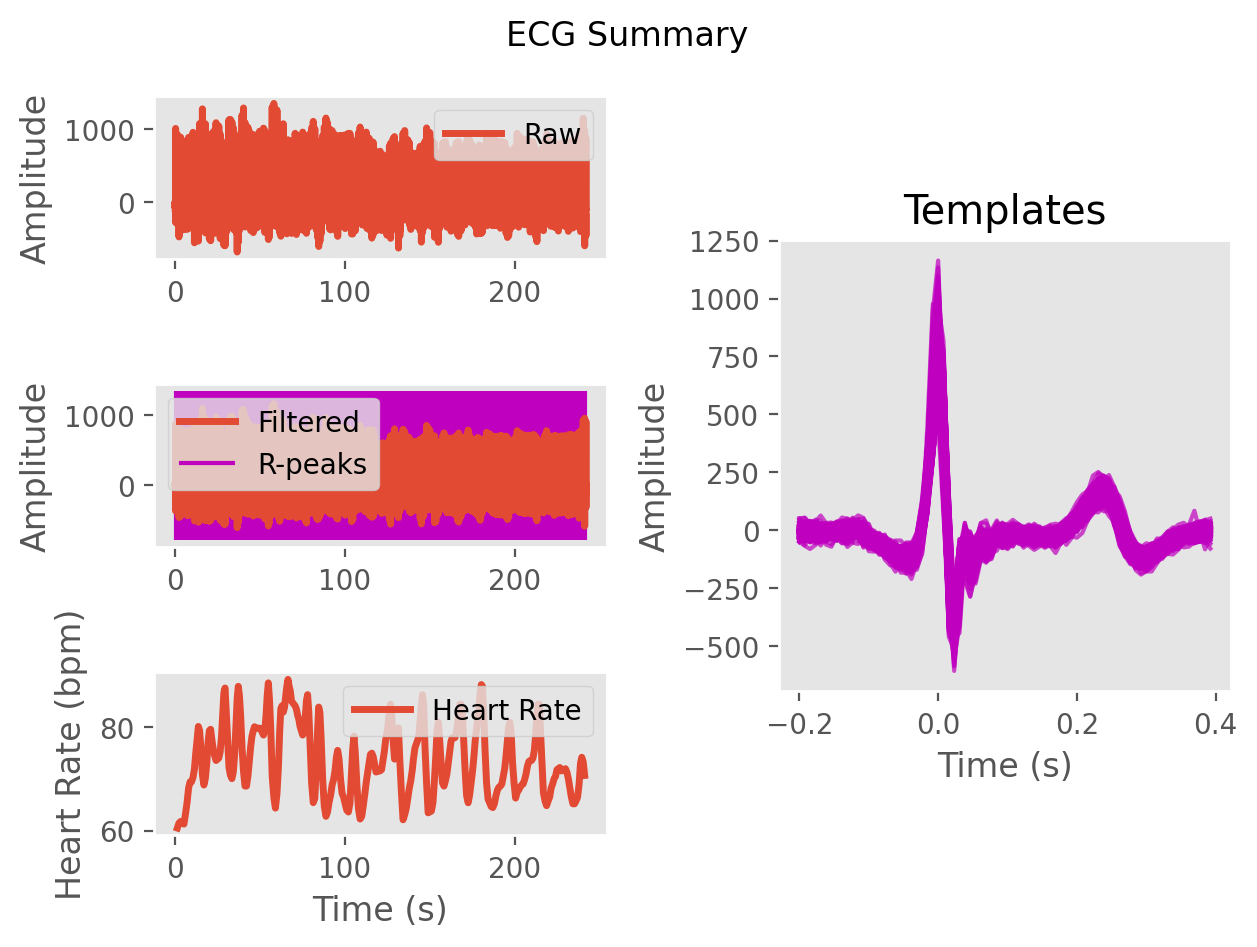 ECG Summary
Amplitude
1000
0
Raw
0 100 200
Amplitude
1000
0
Filtered
R-peaks
0 100 200
Heart Rate (bpm)
80
60
Heart Rate
0 100 200
Time (s)
Templates
Amplitude
1250
1000
750
500
250
0
−250
−500
−0.2 0.0 0.2 0.4
Time (s)